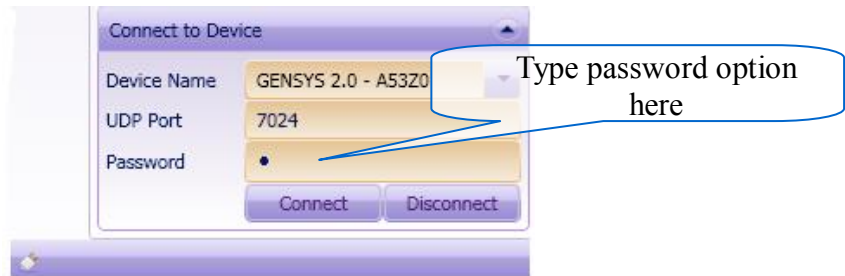 Connect to Device
Device Name GENSYS 2.0 - A53Z0
UDP Port 7024
Password •
Connect Disconnect
Type password option
here